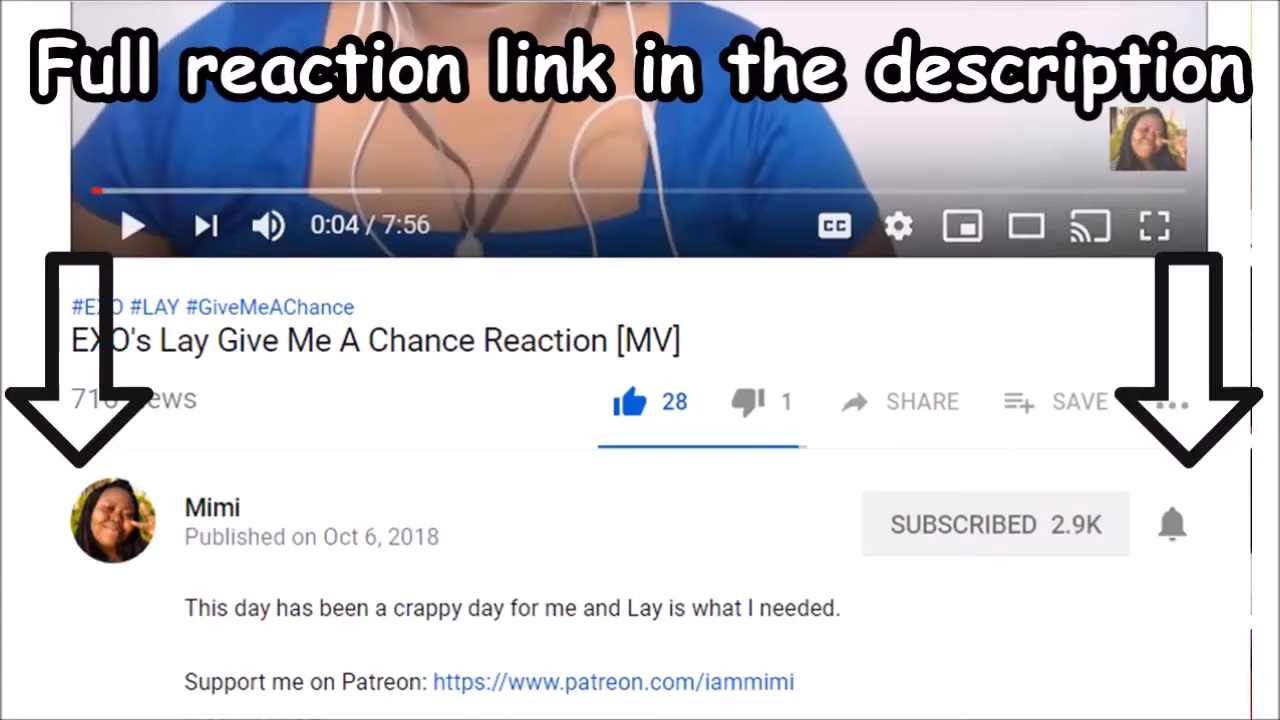 Full reaction link in the description
0:04 / 7:56
CC
#EXO #LAY #GiveMeAChance
EXO's Lay Give Me A Chance Reaction [MV]
28 1 SHARE SAVE
Mimi
Published on Oct 6, 2018
SUBSCRIBED 2.9K
This day has been a crappy day for me and Lay is what I needed.
Support me on Patreon: https://www.patreon.com/iammimi